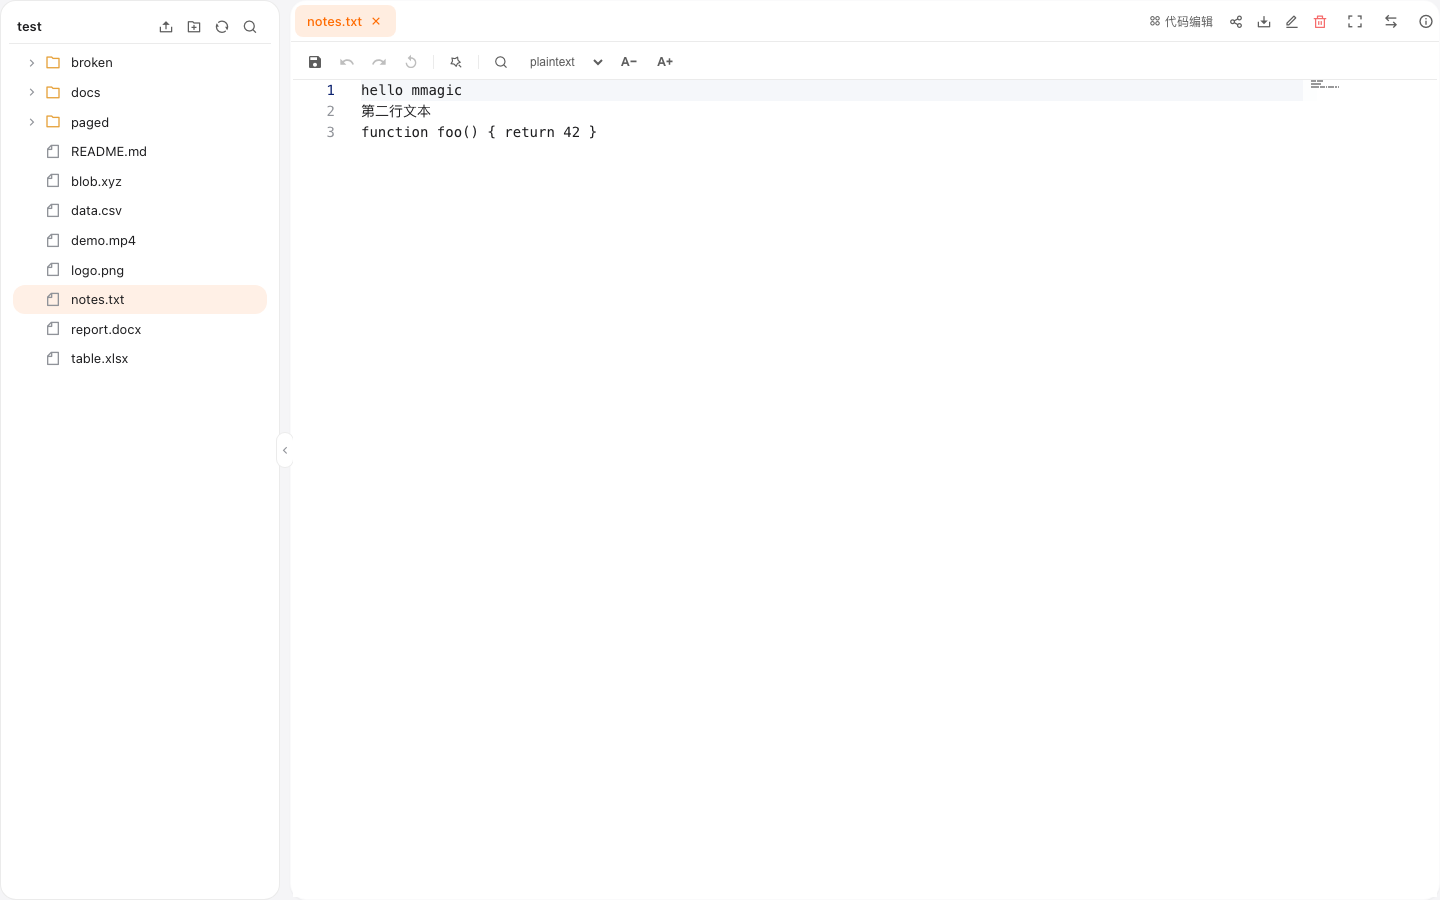 test
broken
docs
paged
README.md
blob.xyz
data.csv
demo.mp4
logo.png
notes.txt
report.docx
table.xlsx
notes.txt
代码编辑
plaintext
A−
A+
1 hello mmagic
2 第二行文本
3 function foo() { return 42 }